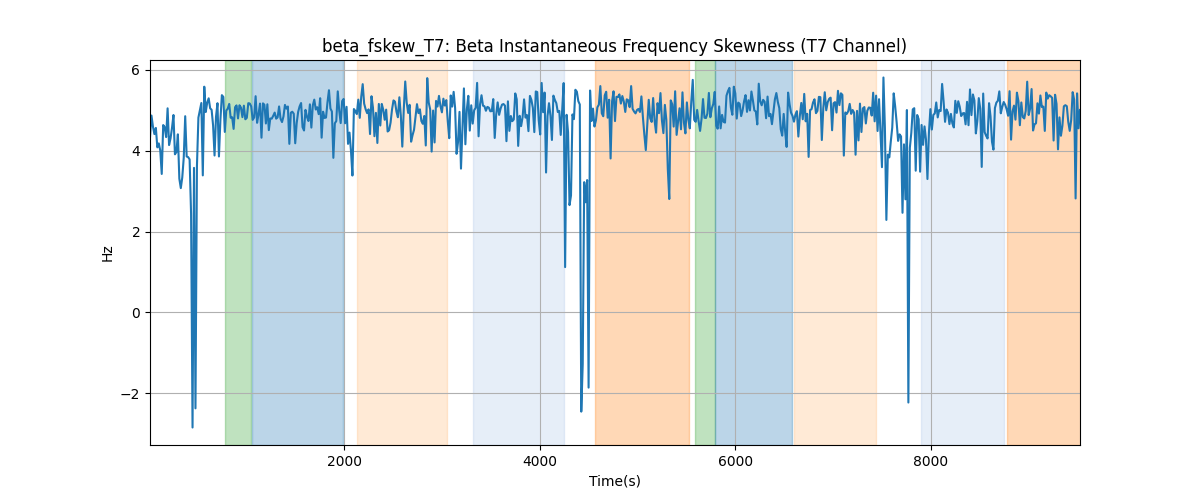 beta_fskew_T7: Beta Instantaneous Frequency Skewness (T7 Channel)
6
4
2
0
−2
Hz
2000 4000 6000 8000
Time(s)